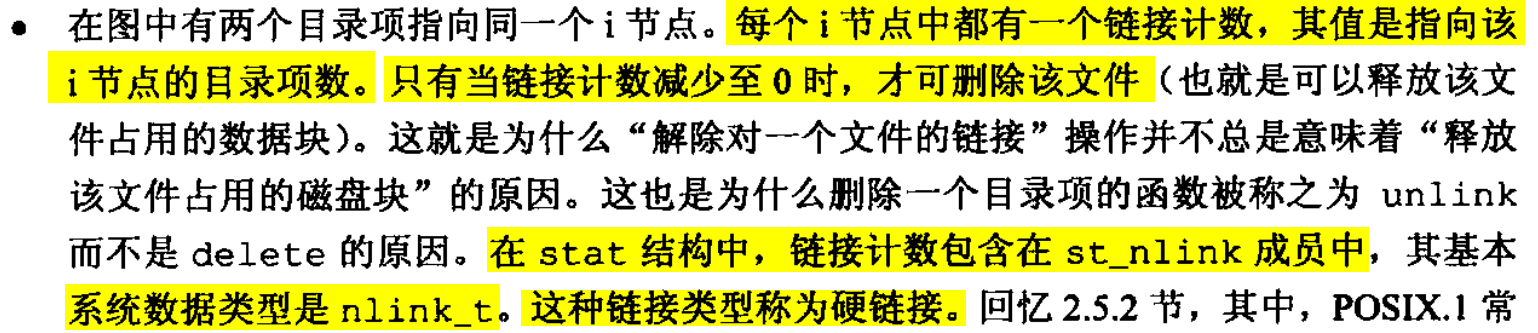 ● 在图中有两个目录项指向同一个 i 节点。每个 i 节点中都有一个链接计数，其值是指向该
i 节点的目录项数。只有当链接计数减少至 0 时，才可删除该文件（也就是可以释放该文
件占用的数据块）。这就是为什么“解除对一个文件的链接”操作并不总是意味着“释放
该文件占用的磁盘块”的原因。这也是为什么删除一个目录项的函数被称之为 unlink
而不是 delete 的原因。在 stat 结构中，链接计数包含在 st_nlink 成员中，其基本
系统数据类型是 nlink_t。这种链接类型称为硬链接。回忆 2.5.2 节，其中，POSIX.1 常